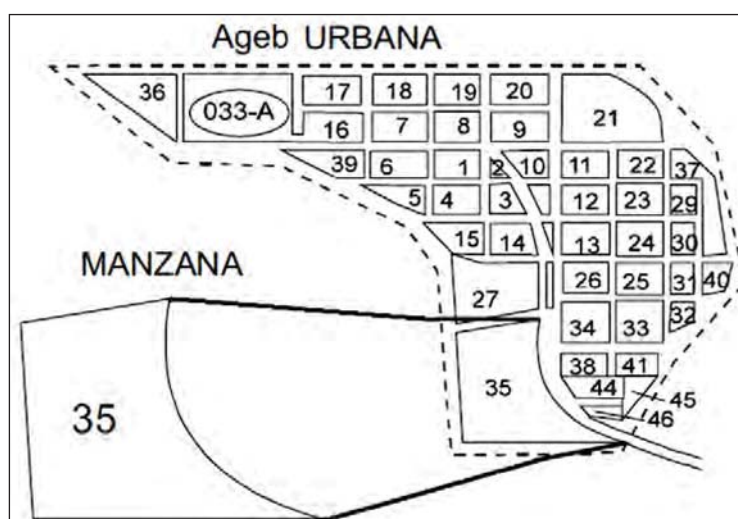 Ageb URBANA
36 033-A 17 18 19 20 21
16 7 8 9
39 6 1 2 10 11 22 37
5 4 3 12 23 29
15 14 13 24 30
MANZANA
27 26 25 31 40
34 33 32
35 35 38 41
44 45
46